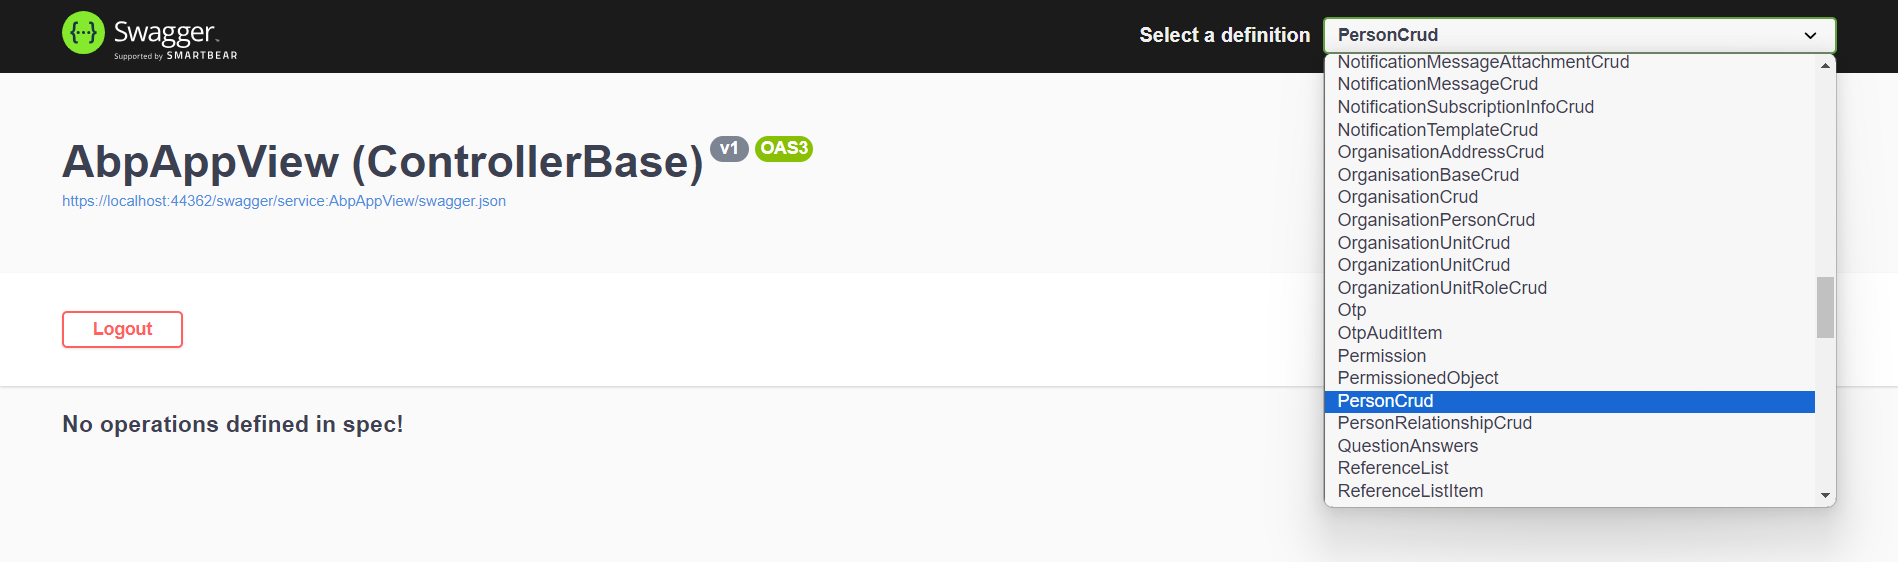 {···} Swagger™
Supported by SMARTBEAR
Select a definition
PersonCrud
NotificationMessageAttachmentCrud
NotificationMessageCrud
NotificationSubscriptionInfoCrud
NotificationTemplateCrud
OrganisationAddressCrud
OrganisationBaseCrud
OrganisationCrud
OrganisationPersonCrud
OrganisationUnitCrud
OrganizationUnitCrud
OrganizationUnitRoleCrud
Otp
OtpAuditItem
Permission
PermissionedObject
PersonCrud
PersonRelationshipCrud
QuestionAnswers
ReferenceList
ReferenceListItem
AbpAppView (ControllerBase) v1 OAS3
https://localhost:44362/swagger/service:AbpAppView/swagger.json
Logout
No operations defined in spec!